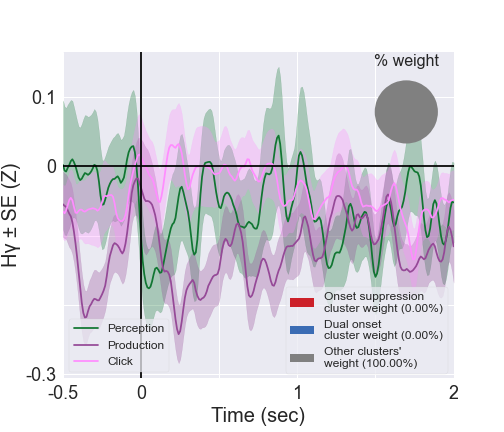 % weight
0.1
0
-0.3
Hγ ± SE (Z)
Perception
Production
Click
Onset suppression
cluster weight (0.00%)
Dual onset
cluster weight (0.00%)
Other clusters'
weight (100.00%)
-0.5
0
1
2
Time (sec)